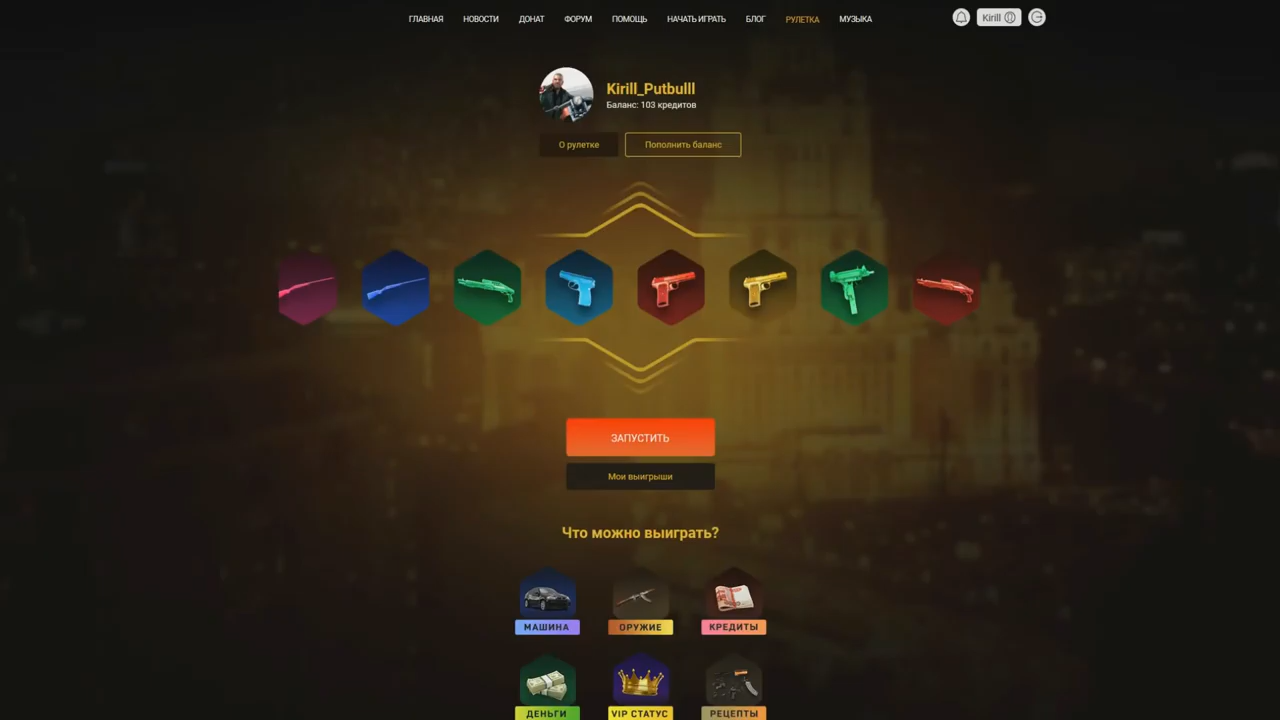 ГЛАВНАЯ НОВОСТИ ДОНАТ ФОРУМ ПОМОЩЬ НАЧАТЬ ИГРАТЬ БЛОГ РУЛЕТКА МУЗЫКА Kirill
Kirill_Putbulll
Баланс: 103 кредитов
О рулетке Пополнить баланс
ЗАПУСТИТЬ
Мои выигрыши
Что можно выиграть?
МАШИНА ОРУЖИЕ КРЕДИТЫ
ДЕНЬГИ VIP СТАТУС РЕЦЕПТЫ